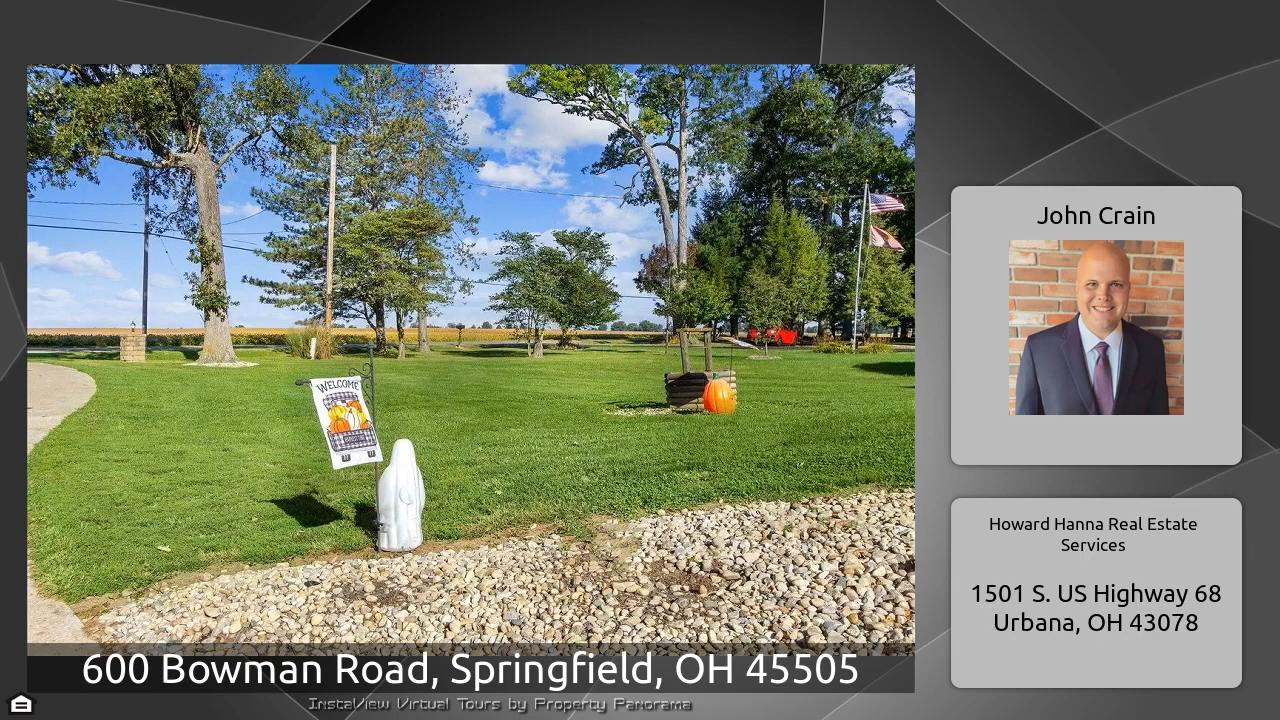 John Crain
WELCOME
Howard Hanna Real Estate
Services
1501 S. US Highway 68
Urbana, OH 43078
600 Bowman Road, Springfield, OH 45505
InstaView Virtual Tours by Property Panorama